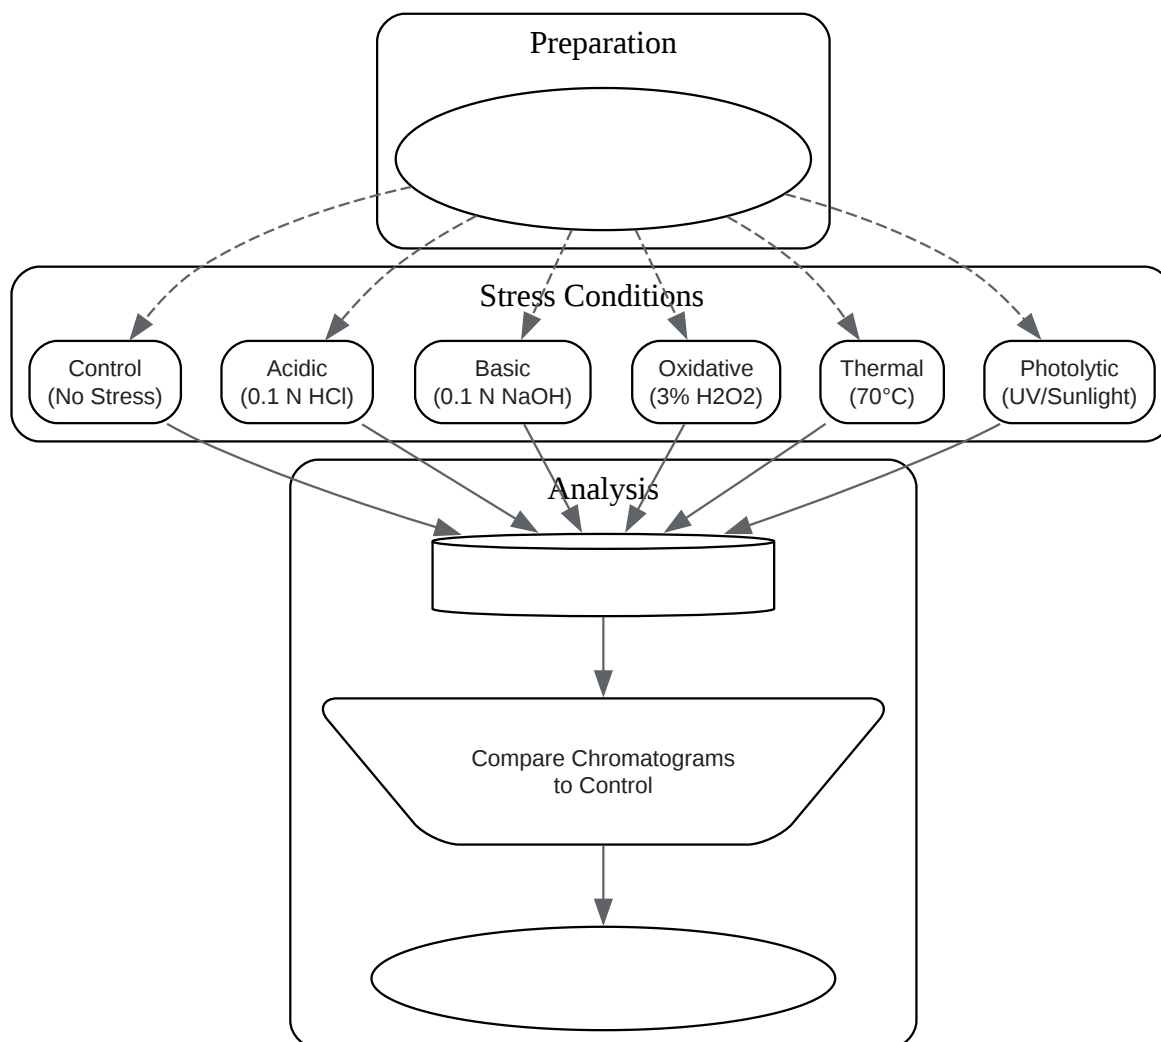 Preparation
Stress Conditions
Control
(No Stress)
Acidic
(0.1 N HCl)
Basic
(0.1 N NaOH)
Oxidative
(3% H2O2)
Thermal
(70°C)
Photolytic
(UV/Sunlight)
Analysis
Compare Chromatograms
to Control